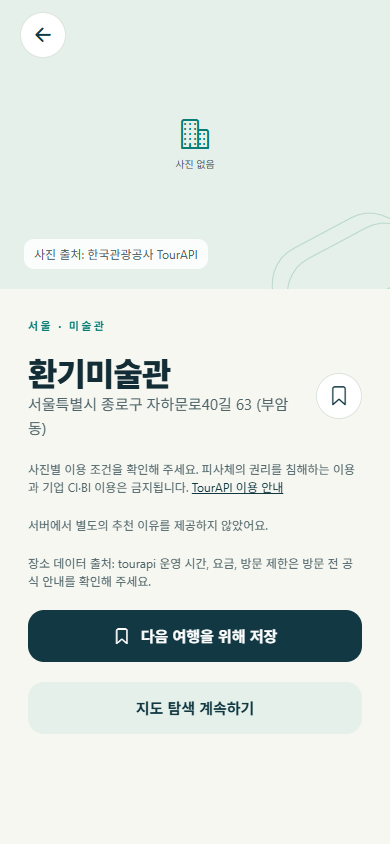 사진 없음
사진 출처: 한국관광공사 TourAPI
서울 · 미술관
환기미술관
서울특별시 종로구 자하문로40길 63 (부암
동)
사진별 이용 조건을 확인해 주세요. 피사체의 권리를 침해하는 이용
과 기업 CI·BI 이용은 금지됩니다. TourAPI 이용 안내
서버에서 별도의 추천 이유를 제공하지 않았어요.
장소 데이터 출처: tourapi 운영 시간, 요금, 방문 제한은 방문 전 공
식 안내를 확인해 주세요.
다음 여행을 위해 저장
지도 탐색 계속하기